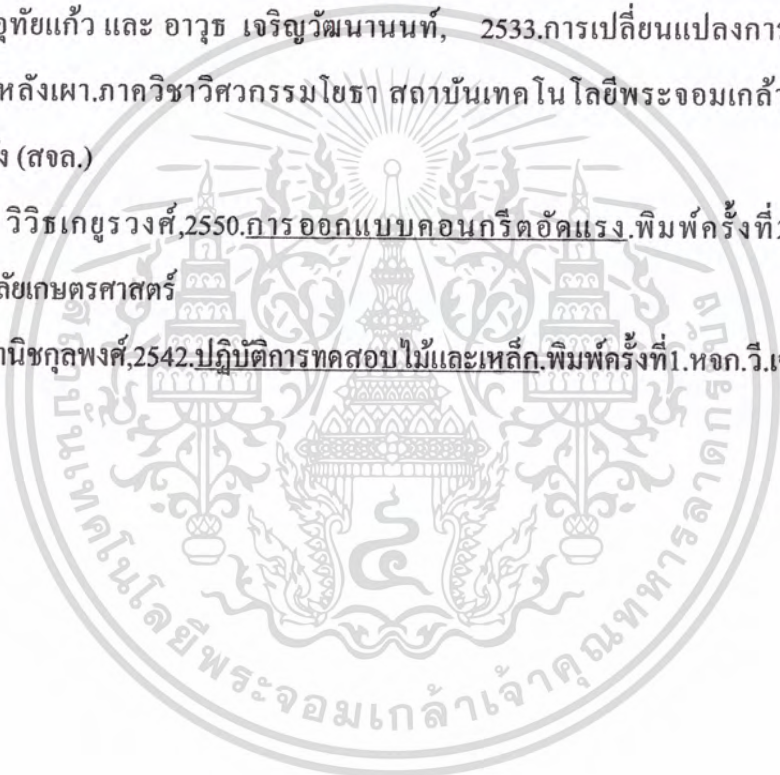 อุทัยแก้ว และ อาวุธ เจริญวัฒนานนท์, 2533.การเปลี่ยนแปลงการ
หลังเผา.ภาควิชาวิศวกรรมโยธา สถาบันเทคโนโลยีพระจอมเกล้า
ง (สจล.)
วิวิธเกยูรวงศ์,2550.การออกแบบคอนกรีตอัดแรง.พิมพ์ครั้งที่
ลัยเกษตรศาสตร์
านิชกุลพงศ์,2542.ปฏิบัติการทดสอบไม้และเหล็ก.พิมพ์ครั้งที่1.หจก.วี.
สถาบันเทคโนโลยีพระจอมเกล้าเจ้าคุณทหารลาดกระบัง